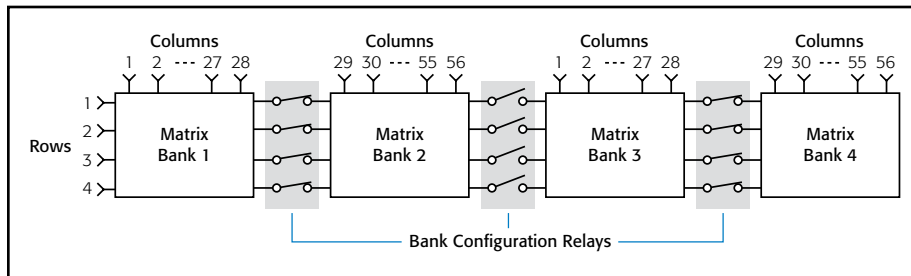 Columns Columns Columns Columns
1 2 --- 27 28 29 30 --- 55 56 1 2 --- 27 28 29 30 --- 55 56
Rows
1
2
3
4
Matrix
Bank 1
Matrix
Bank 2
Matrix
Bank 3
Matrix
Bank 4
Bank Configuration Relays